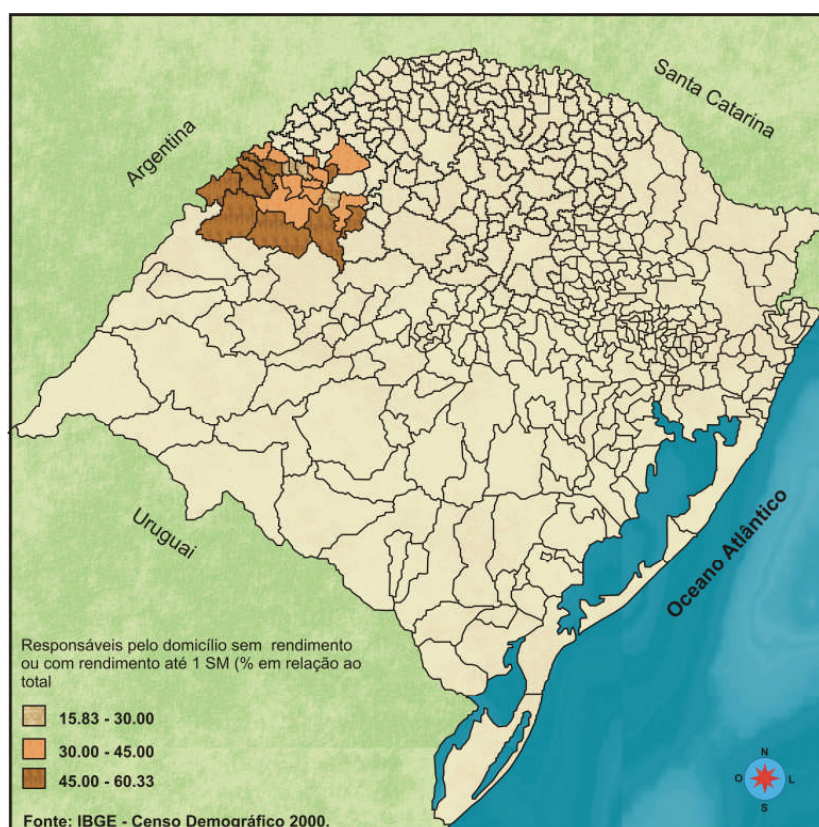 Santa Catarina
Argentina
Uruguai
Oceano Atlântico
Responsáveis pelo domicílio sem rendimento
ou com rendimento até 1 SM (% em relação ao
total
15.83 - 30.00
30.00 - 45.00
45.00 - 60.33
N
O L
S
Fonte: IBGE - Censo Demográfico 2000.